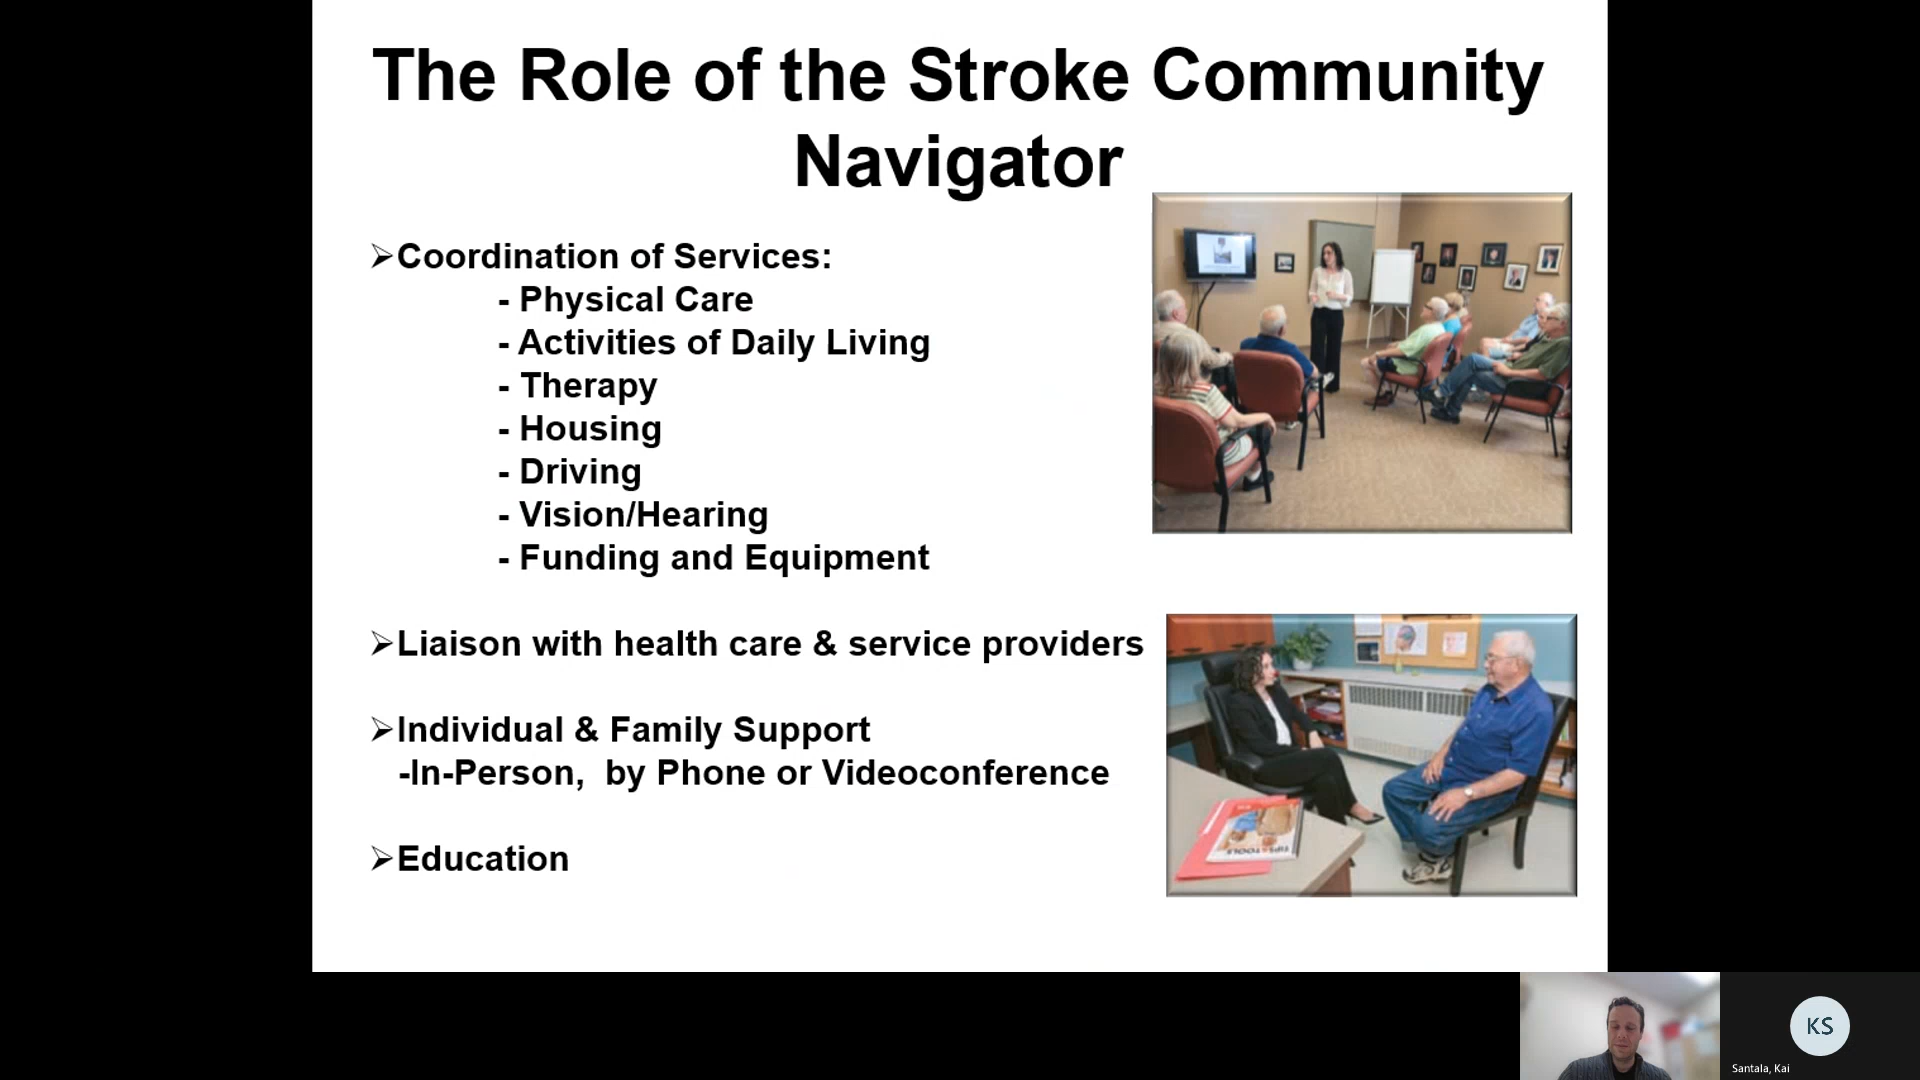 The Role of the Stroke Community
Navigator
➢Coordination of Services:
- Physical Care
- Activities of Daily Living
- Therapy
- Housing
- Driving
- Vision/Hearing
- Funding and Equipment
➢Liaison with health care & service providers
➢Individual & Family Support
-In-Person,  by Phone or Videoconference
➢Education
TIPS & TOOLS
KS
Santala, Kai